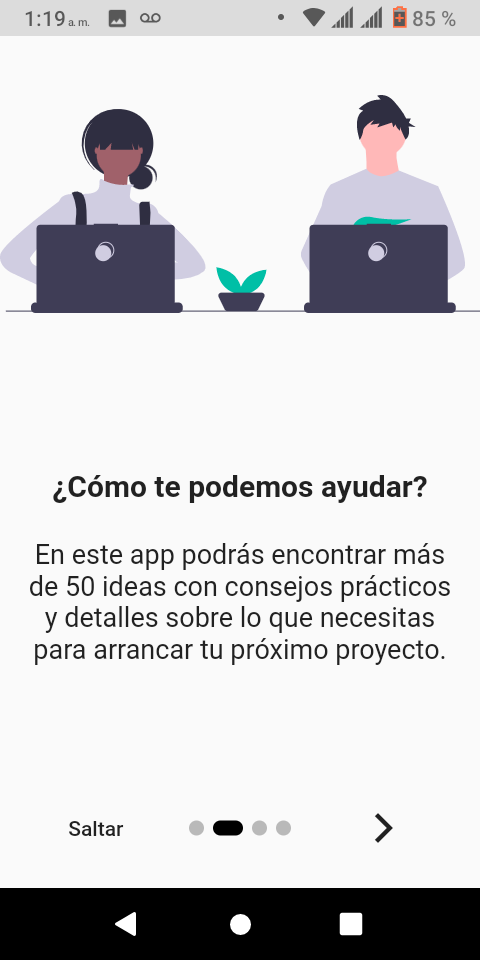 1:19 a. m. 85 %
¿Cómo te podemos ayudar?
En este app podrás encontrar más
de 50 ideas con consejos prácticos
y detalles sobre lo que necesitas
para arrancar tu próximo proyecto.
Saltar